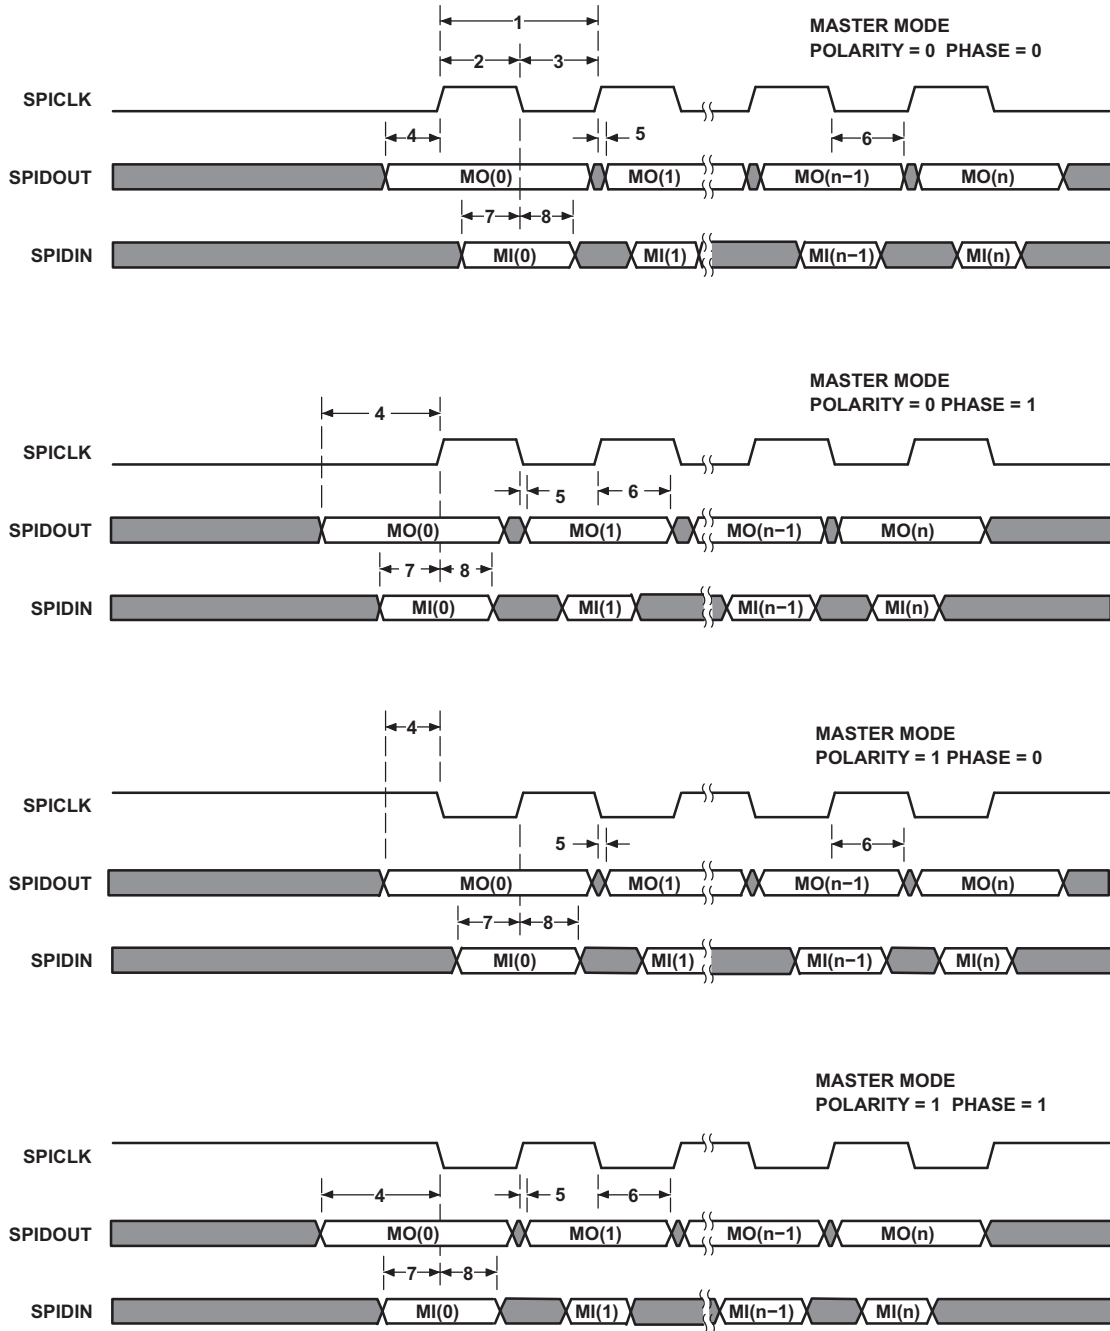 1
MASTER MODE
POLARITY = 0 PHASE = 0
2 3
SPICLK
4 5 6
SPIDOUT MO(0) MO(1) MO(n−1) MO(n)
7 8
SPIDIN MI(0) MI(1) MI(n−1) MI(n)
MASTER MODE
POLARITY = 0 PHASE = 1
4
SPICLK
5 6
SPIDOUT MO(0) MO(1) MO(n−1) MO(n)
7 8
SPIDIN MI(0) MI(1) MI(n−1) MI(n)
4
MASTER MODE
POLARITY = 1 PHASE = 0
SPICLK
5 6
SPIDOUT MO(0) MO(1) MO(n−1) MO(n)
7 8
SPIDIN MI(0) MI(1) MI(n−1) MI(n)
MASTER MODE
POLARITY = 1 PHASE = 1
SPICLK
4 5 6
SPIDOUT MO(0) MO(1) MO(n−1) MO(n)
7 8
SPIDIN MI(0) MI(1) MI(n−1) MI(n)